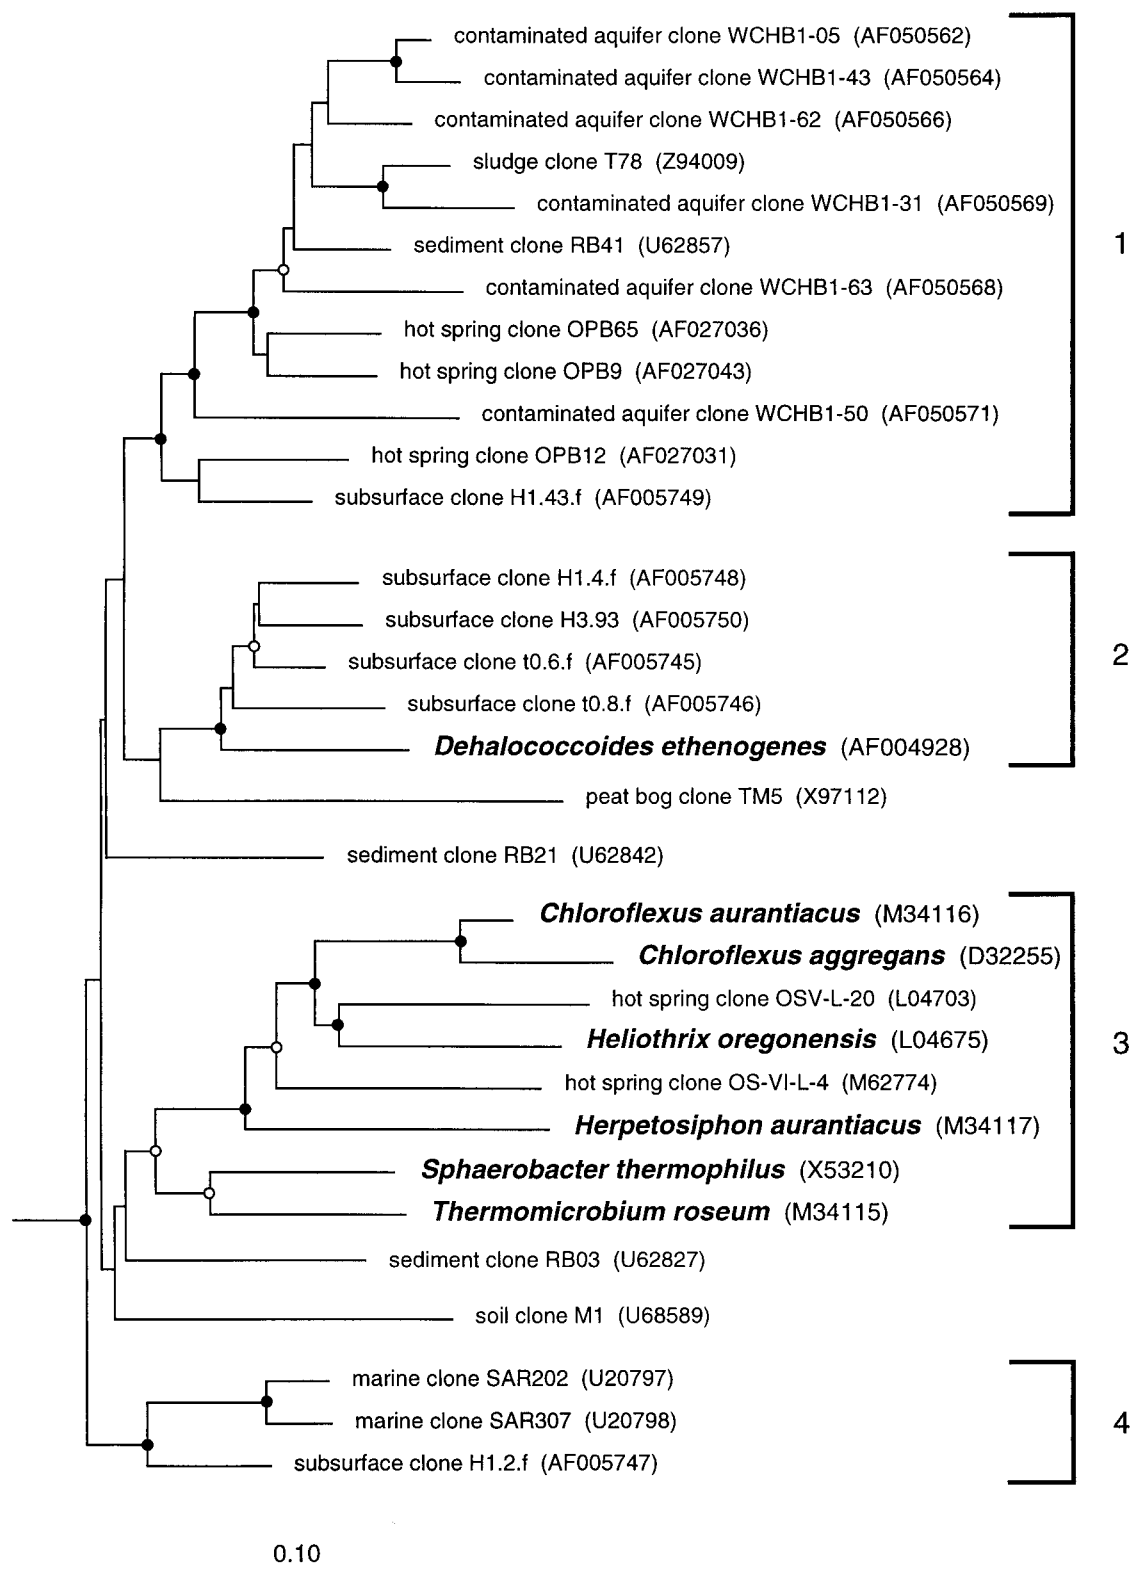 contaminated aquifer clone WCHB1-05 (AF050562)
contaminated aquifer clone WCHB1-43 (AF050564)
contaminated aquifer clone WCHB1-62 (AF050566)
sludge clone T78 (Z94009)
contaminated aquifer clone WCHB1-31 (AF050569)
sediment clone RB41 (U62857)
1
contaminated aquifer clone WCHB1-63 (AF050568)
hot spring clone OPB65 (AF027036)
hot spring clone OPB9 (AF027043)
contaminated aquifer clone WCHB1-50 (AF050571)
hot spring clone OPB12 (AF027031)
subsurface clone H1.43.f (AF005749)
subsurface clone H1.4.f (AF005748)
subsurface clone H3.93 (AF005750)
2
subsurface clone t0.6.f (AF005745)
subsurface clone t0.8.f (AF005746)
Dehalococcoides ethenogenes (AF004928)
peat bog clone TM5 (X97112)
sediment clone RB21 (U62842)
Chloroflexus aurantiacus (M34116)
Chloroflexus aggregans (D32255)
hot spring clone OSV-L-20 (L04703)
Heliothrix oregonensis (L04675)
3
hot spring clone OS-VI-L-4 (M62774)
Herpetosiphon aurantiacus (M34117)
Sphaerobacter thermophilus (X53210)
Thermomicrobium roseum (M34115)
sediment clone RB03 (U62827)
soil clone M1 (U68589)
marine clone SAR202 (U20797)
marine clone SAR307 (U20798)
4
subsurface clone H1.2.f (AF005747)
0.10